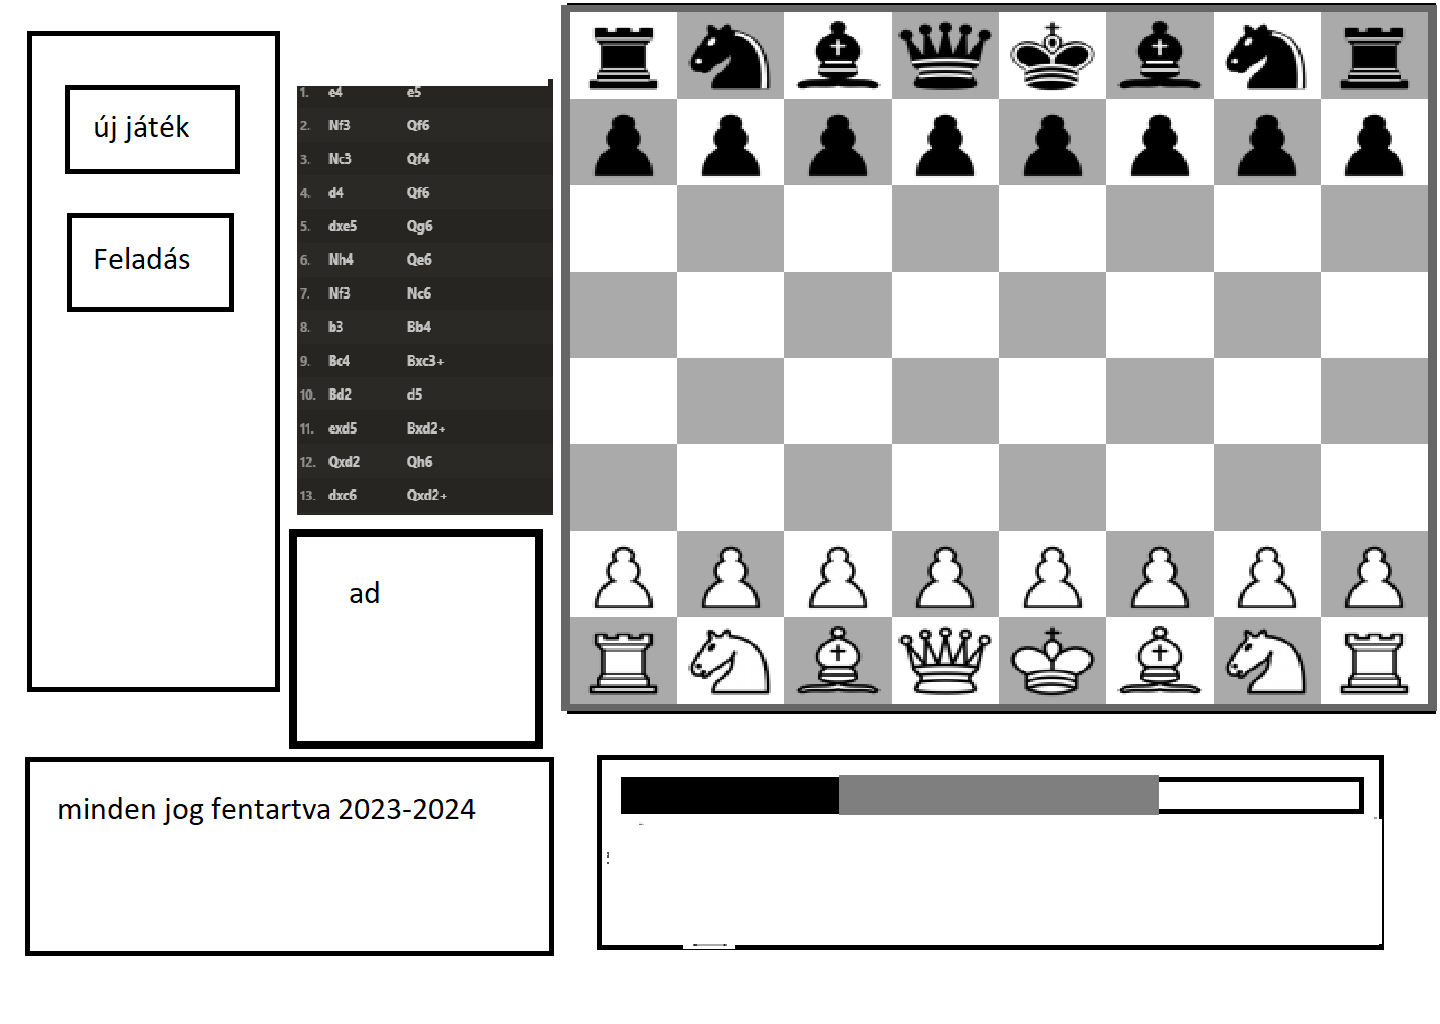 új játék
Feladás
1. e4 e5
2. Nf3 Qf6
3. Nc3 Qf4
4. d4 Qf6
5. dxe5 Qg6
6. Nh4 Qe6
7. Nf3 Nc6
8. b3 Bb4
9. Bc4 Bxc3+
10. Bd2 d5
11. exd5 Bxd2+
12. Qxd2 Qh6
13. dxc6 Qxd2+
ad
minden jog fentartva 2023-2024